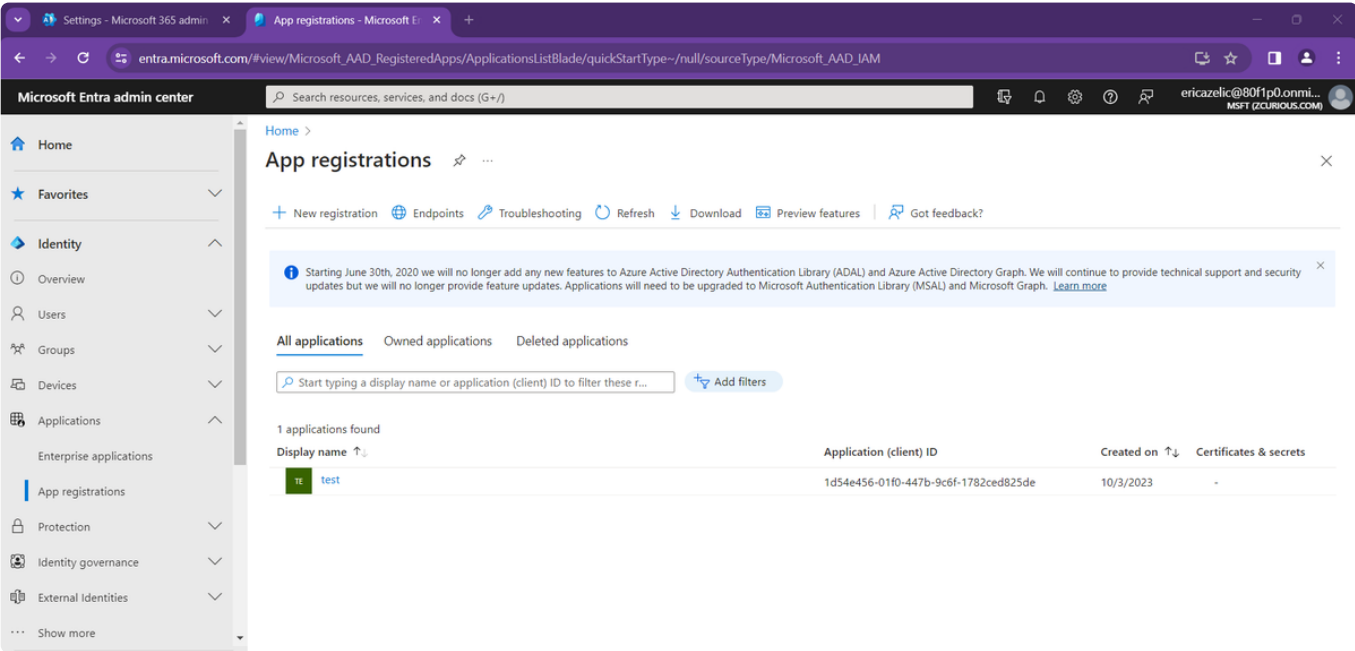 Settings - Microsoft 365 admin
App registrations - Microsoft En
entra.microsoft.com/#view/Microsoft_AAD_RegisteredApps/ApplicationsListBlade/quickStartType~/null/sourceType/Microsoft_AAD_IAM
Microsoft Entra admin center
Search resources, services, and docs (G+/)
ericazelic@80f1p0.onmi...
MSFT (ZCURIOUS.COM)
Home
Favorites
Identity
Overview
Users
Groups
Devices
Applications
Enterprise applications
App registrations
Protection
Identity governance
External Identities
Show more
Home >
App registrations
New registration Endpoints Troubleshooting Refresh Download Preview features Got feedback?
Starting June 30th, 2020 we will no longer add any new features to Azure Active Directory Authentication Library (ADAL) and Azure Active Directory Graph. We will continue to provide technical support and security
updates but we will no longer provide feature updates. Applications will need to be upgraded to Microsoft Authentication Library (MSAL) and Microsoft Graph. Learn more
All applications Owned applications Deleted applications
Start typing a display name or application (client) ID to filter these r...
Add filters
1 applications found
Display name Application (client) ID Created on Certificates & secrets
TE test 1d54e456-01f0-447b-9c6f-1782ced825de 10/3/2023 -